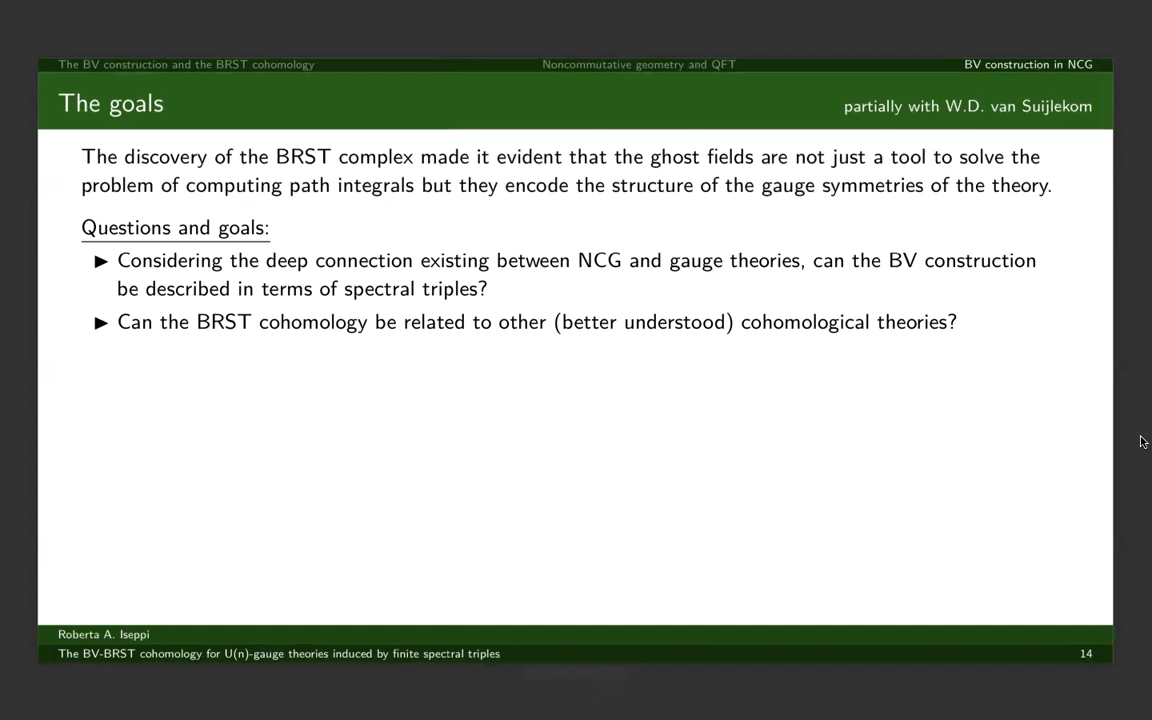 The BV construction and the BRST cohomology Noncommutative geometry and QFT BV construction in NCG
The goals partially with W.D. van Suijlekom
The discovery of the BRST complex made it evident that the ghost fields are not just a tool to solve the
problem of computing path integrals but they encode the structure of the gauge symmetries of the theory.
Questions and goals:
▶ Considering the deep connection existing between NCG and gauge theories, can the BV construction
be described in terms of spectral triples?
▶ Can the BRST cohomology be related to other (better understood) cohomological theories?
Roberta A. Iseppi
The BV-BRST cohomology for U(n)-gauge theories induced by finite spectral triples 14